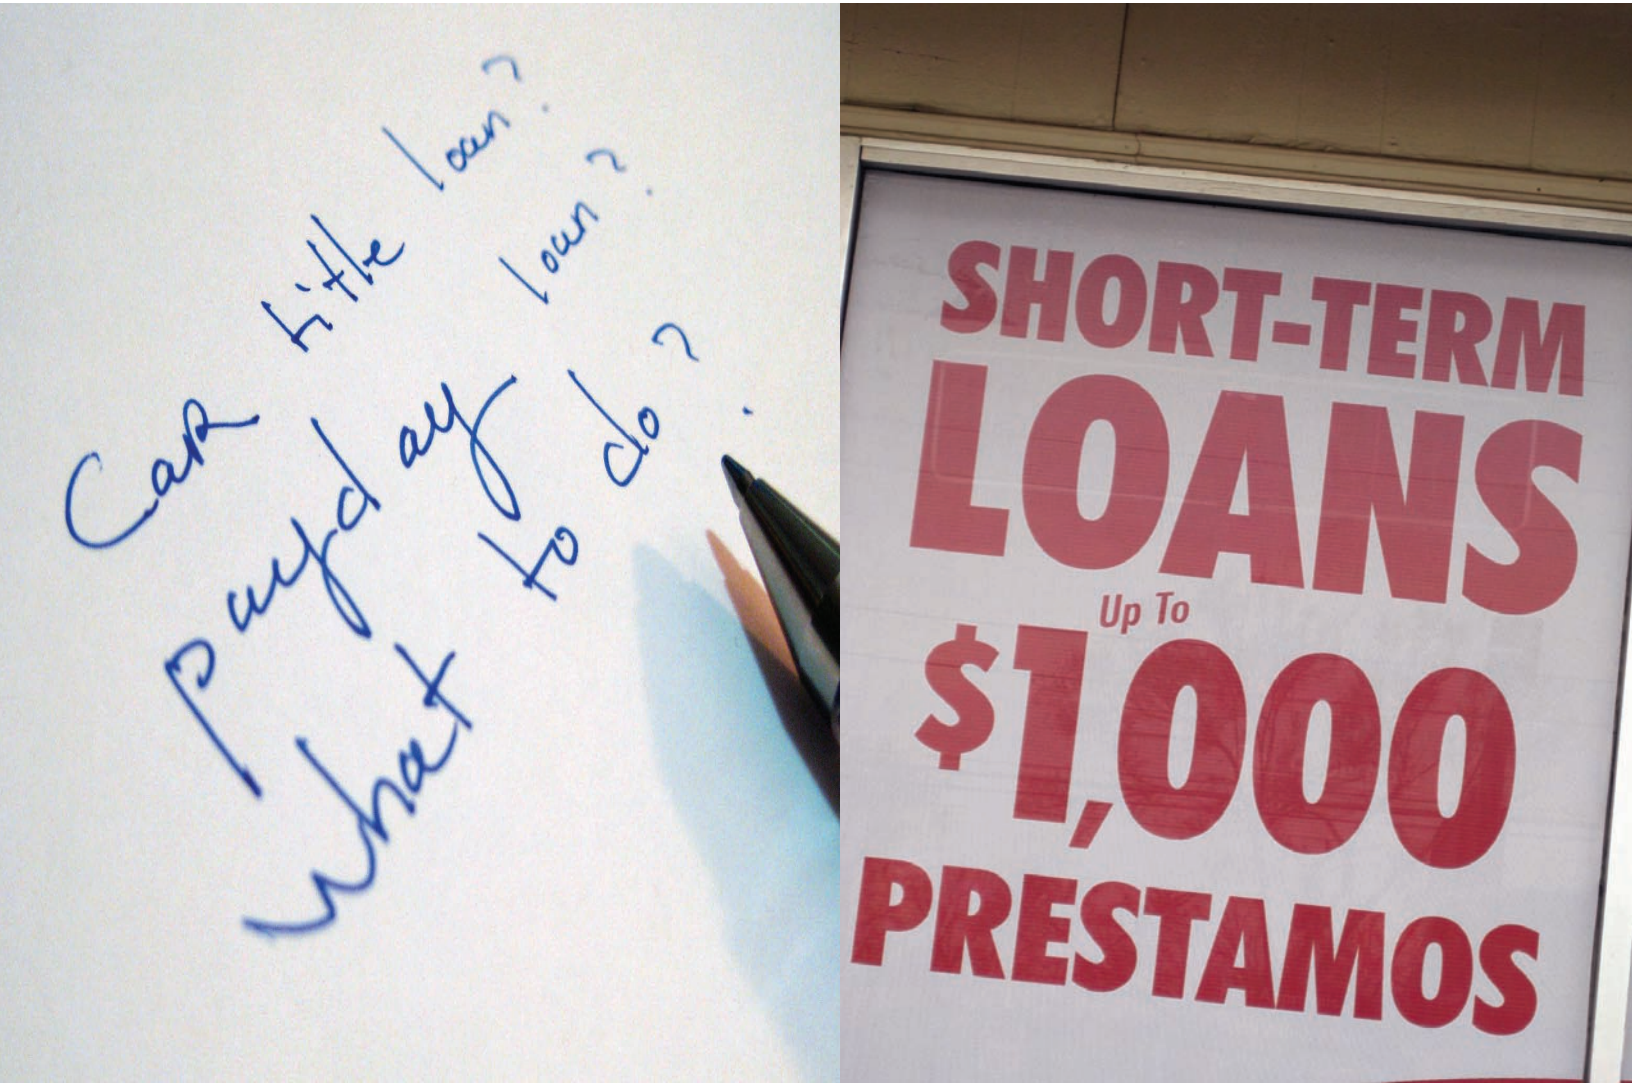 Car title loan?
payday loan?
what to do?
SHORT-TERM
LOANS
Up To
$1,000
PRESTAMOS